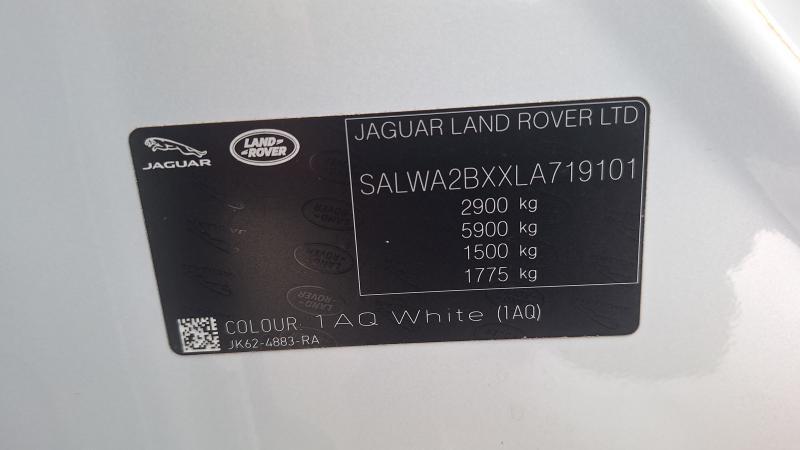 JAGUAR
LAND
ROVER
JAGUAR LAND ROVER LTD
SALWA2BXXLA719101
2900 kg
5900 kg
1500 kg
1775 kg
COLOUR: 1AQ White (1AQ)
JK62-4883-RA